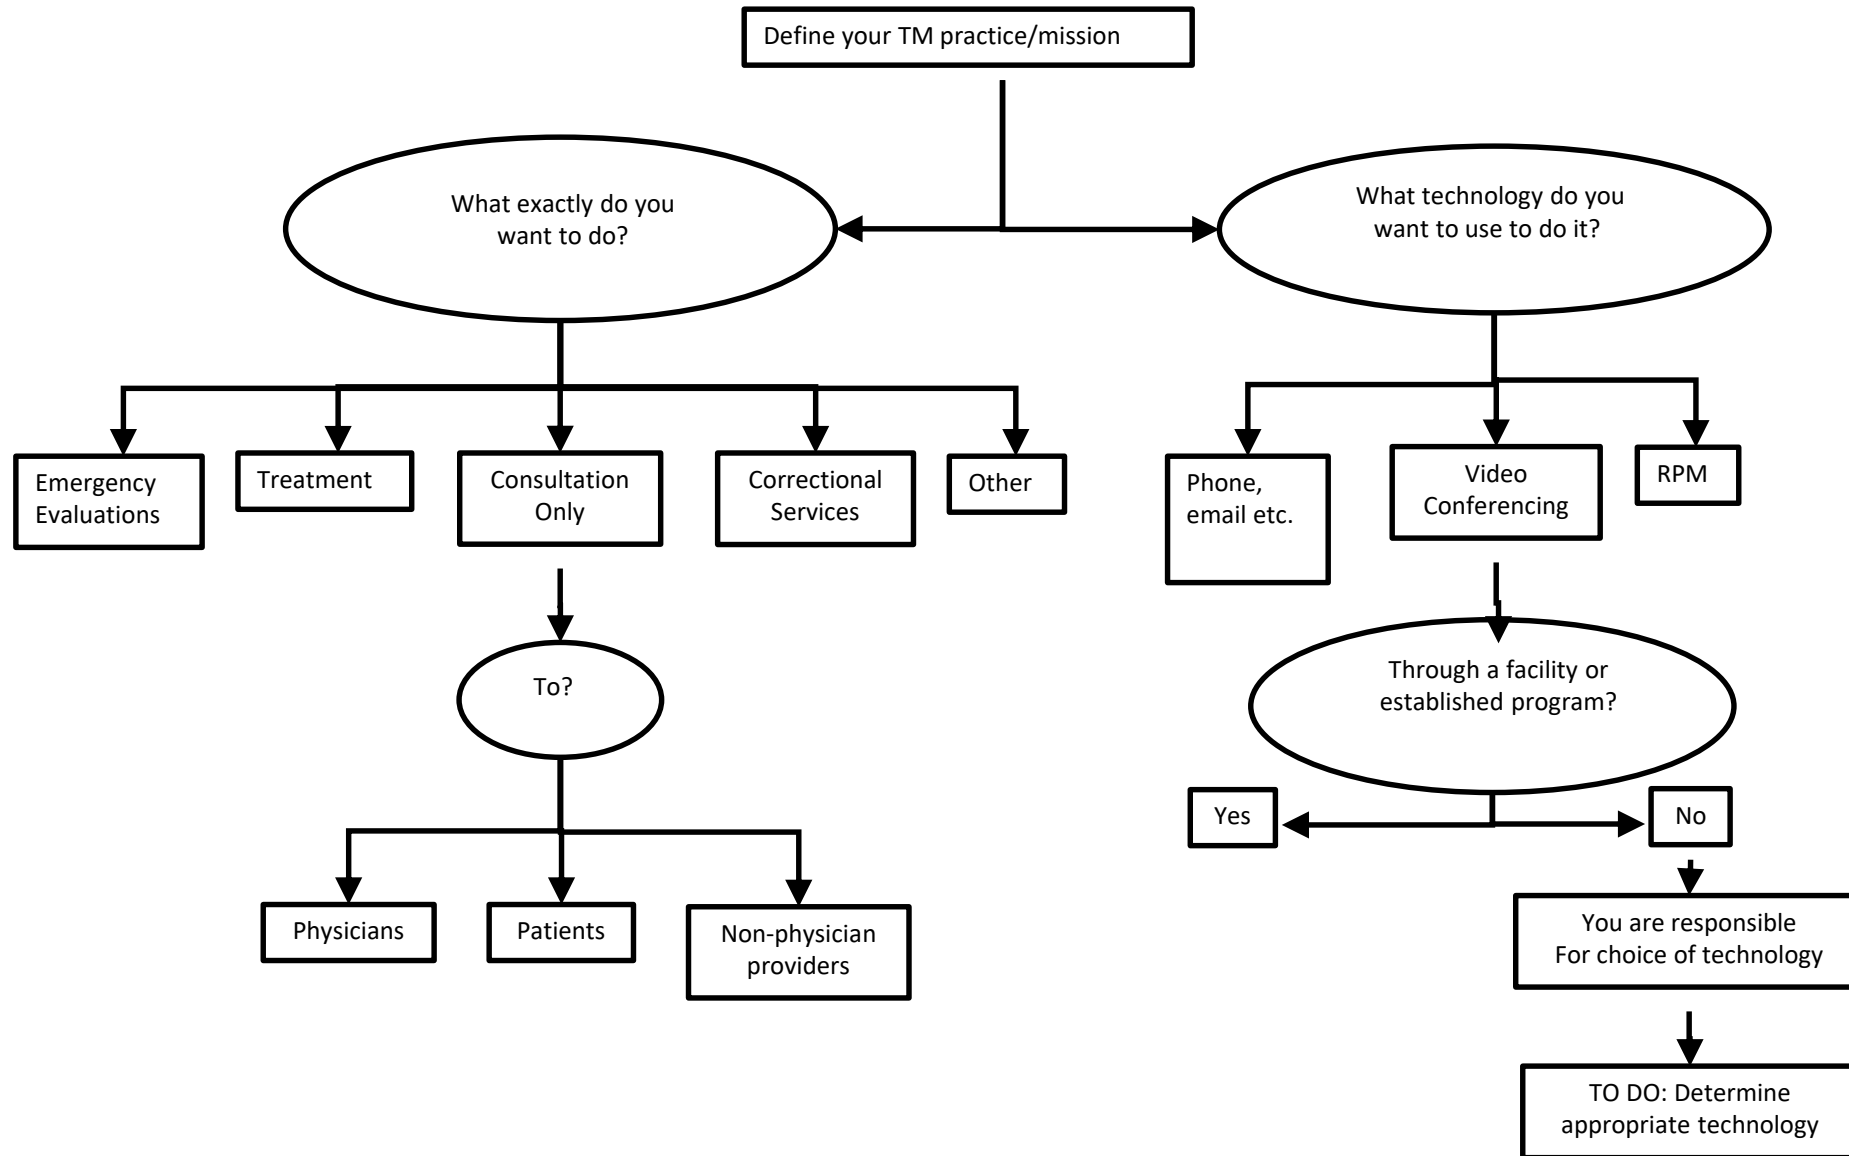 Define your TM practice/mission
What exactly do you
want to do?
What technology do you
want to use to do it?
Emergency
Evaluations
Treatment
Consultation
Only
Correctional
Services
Other
Phone,
email etc.
Video
Conferencing
RPM
To?
Through a facility or
established program?
Yes
No
Physicians
Patients
Non-physician
providers
You are responsible
For choice of technology
TO DO: Determine
appropriate technology